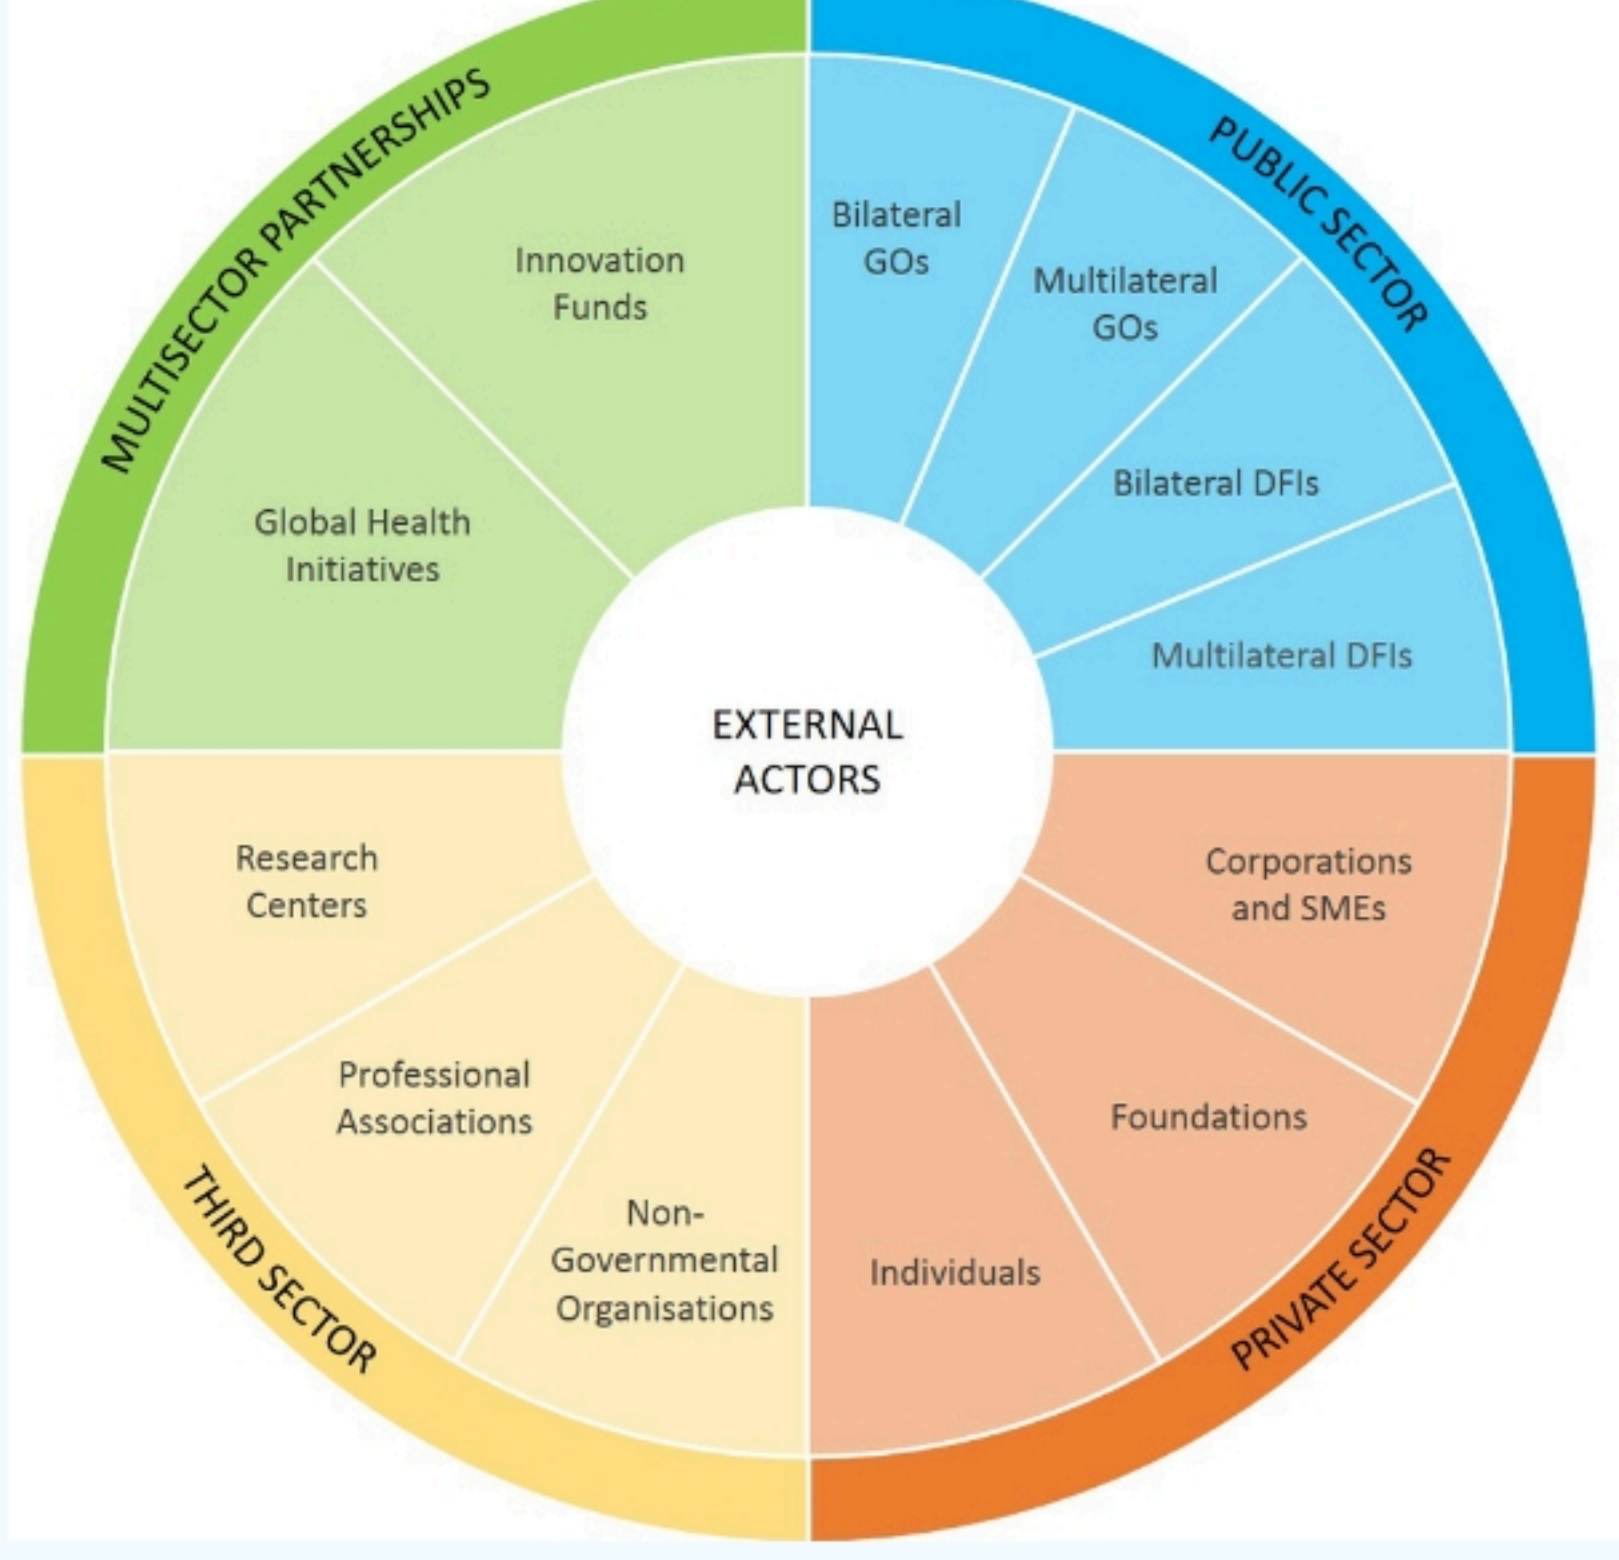 MULTISECTOR PARTNERSHIPS
PUBLIC SECTOR
Innovation
Funds
Bilateral
GOs
Multilateral
GOs
Bilateral DFIs
Multilateral DFIs
Global Health
Initiatives
EXTERNAL
ACTORS
Research
Centers
Professional
Associations
Non-
Governmental
Organisations
Corporations
and SMEs
Foundations
Individuals
THIRD SECTOR
PRIVATE SECTOR